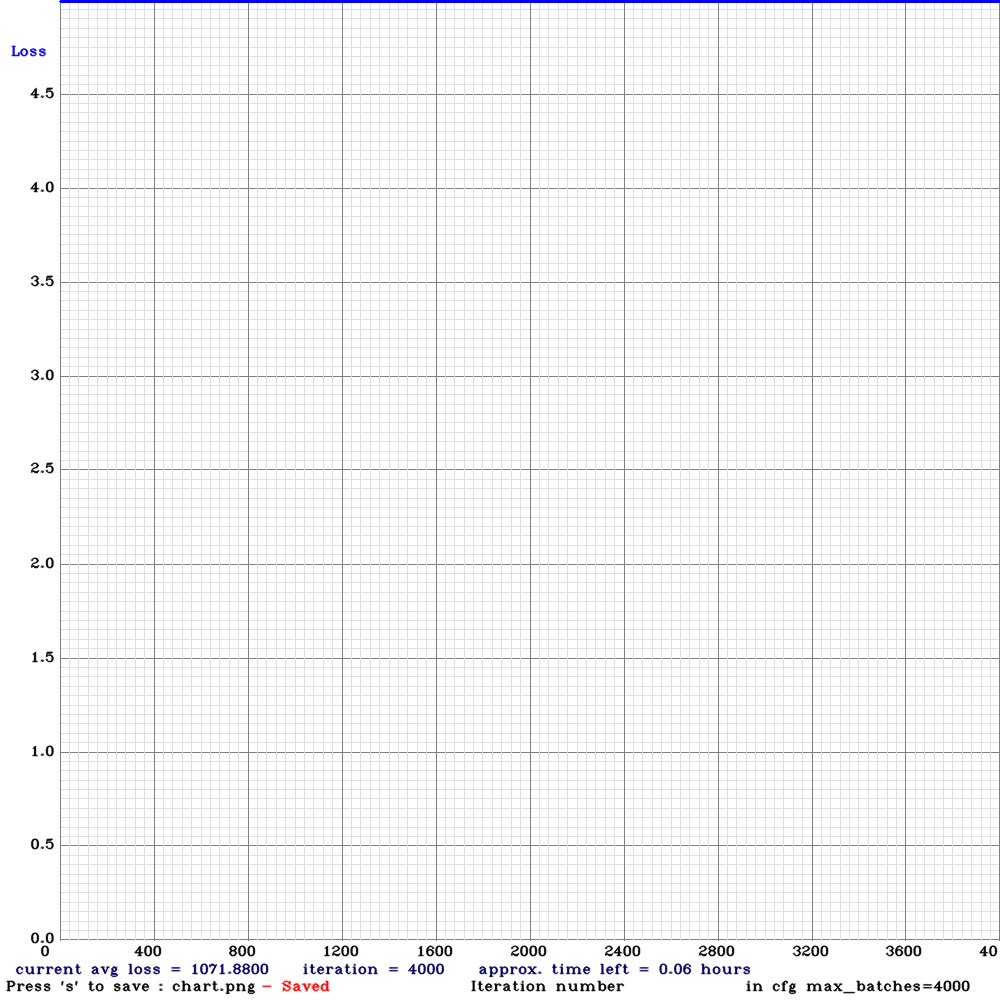 Loss
4.5
4.0
3.5
3.0
2.5
2.0
1.5
1.0
0.5
0.0
0 400 800 1200 1600 2000 2400 2800 3200 3600 40
current avg loss = 1071.8800 iteration = 4000 approx. time left = 0.06 hours
Press 's' to save : chart.png - Saved Iteration number in cfg max_batches=4000